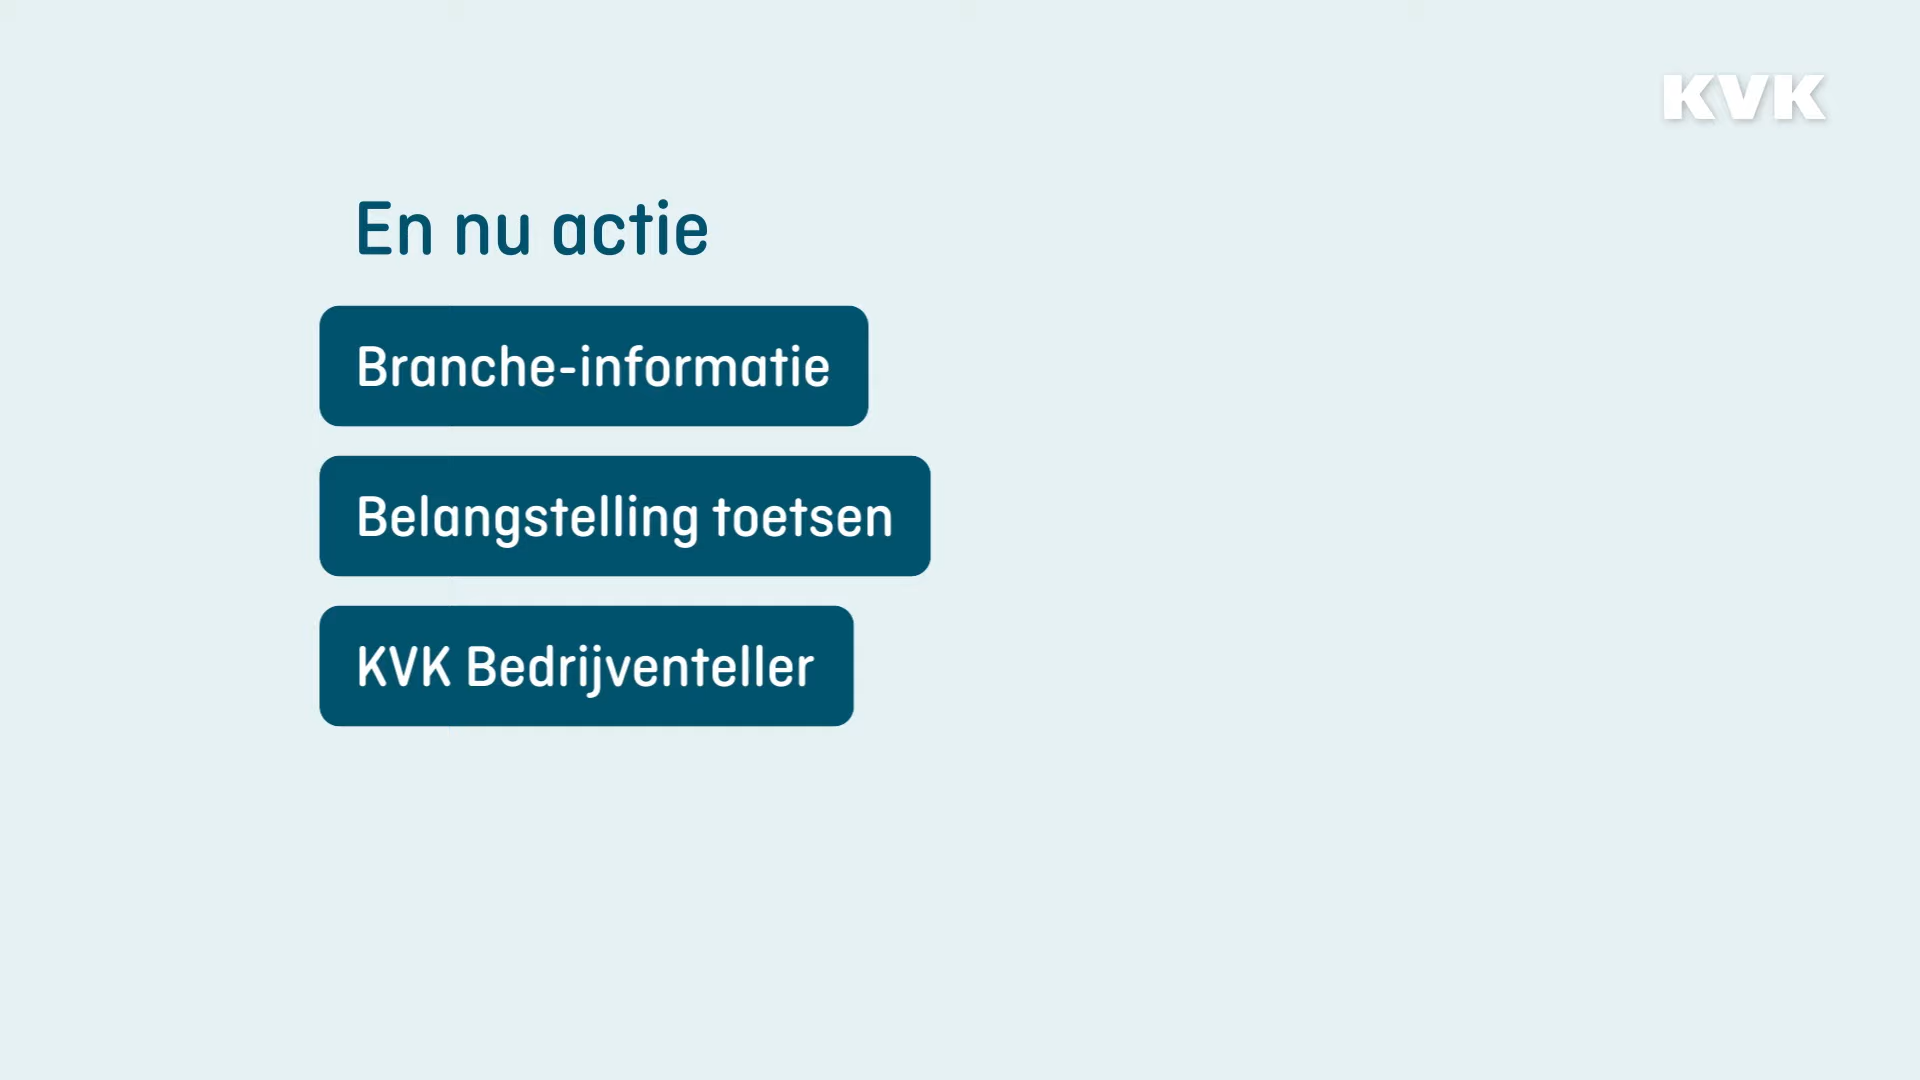 KVK
En nu actie
Branche-informatie
Belangstelling toetsen
KVK Bedrijventeller